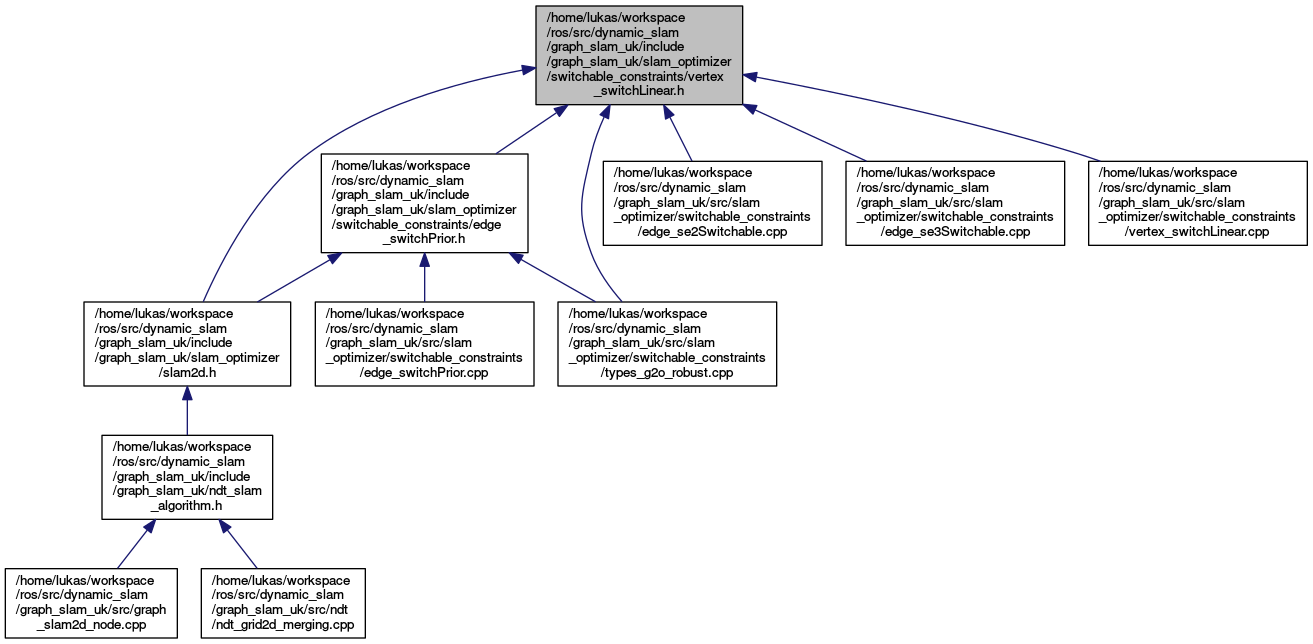 /home/lukas/workspace
/ros/src/dynamic_slam
/graph_slam_uk/include
/graph_slam_uk/slam_optimizer
/switchable_constraints/vertex
_switchLinear.h
/home/lukas/workspace
/ros/src/dynamic_slam
/graph_slam_uk/include
/graph_slam_uk/slam_optimizer
/switchable_constraints/edge
_switchPrior.h
/home/lukas/workspace
/ros/src/dynamic_slam
/graph_slam_uk/src/slam
_optimizer/switchable_constraints
/edge_se2Switchable.cpp
/home/lukas/workspace
/ros/src/dynamic_slam
/graph_slam_uk/src/slam
_optimizer/switchable_constraints
/edge_se3Switchable.cpp
/home/lukas/workspace
/ros/src/dynamic_slam
/graph_slam_uk/src/slam
_optimizer/switchable_constraints
/vertex_switchLinear.cpp
/home/lukas/workspace
/ros/src/dynamic_slam
/graph_slam_uk/include
/graph_slam_uk/slam_optimizer
/slam2d.h
/home/lukas/workspace
/ros/src/dynamic_slam
/graph_slam_uk/src/slam
_optimizer/switchable_constraints
/edge_switchPrior.cpp
/home/lukas/workspace
/ros/src/dynamic_slam
/graph_slam_uk/src/slam
_optimizer/switchable_constraints
/types_g2o_robust.cpp
/home/lukas/workspace
/ros/src/dynamic_slam
/graph_slam_uk/include
/graph_slam_uk/ndt_slam
_algorithm.h
/home/lukas/workspace
/ros/src/dynamic_slam
/graph_slam_uk/src/graph
_slam2d_node.cpp
/home/lukas/workspace
/ros/src/dynamic_slam
/graph_slam_uk/src/ndt
/ndt_grid2d_merging.cpp